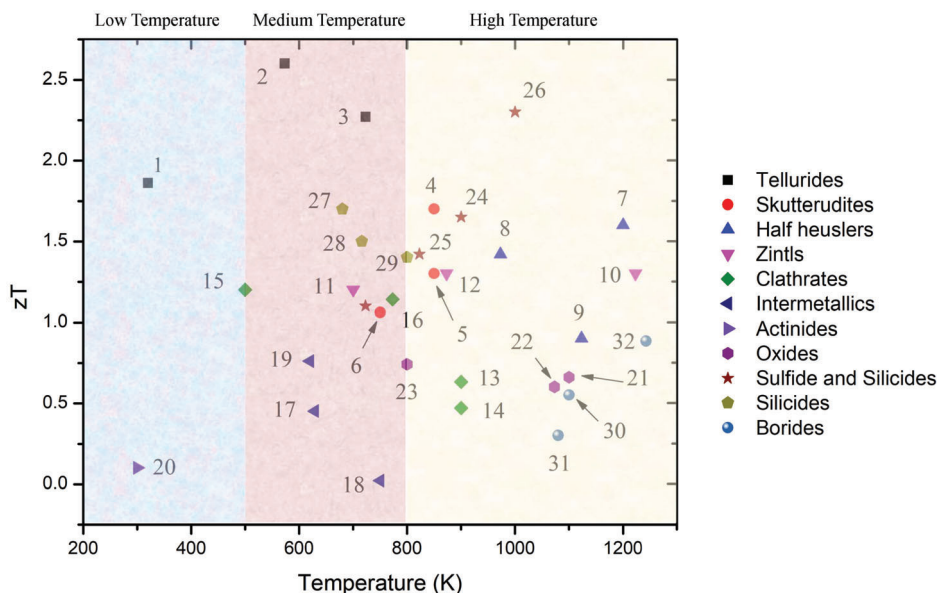 Low Temperature Medium Temperature High Temperature
2.5
2.0
1.5
1.0
0.5
0.0
zT
200 400 600 800 1000 1200
Temperature (K)
1
2
3
26
27
28
29
4
24
25
7
8
15
11
12
10
5
16
6
9
32
19
23
13
22
21
17
14
30
31
20
18
Tellurides
Skutterudites
Half heuslers
Zintls
Clathrates
Intermetallics
Actinides
Oxides
Sulfide and Silicides
Silicides
Borides